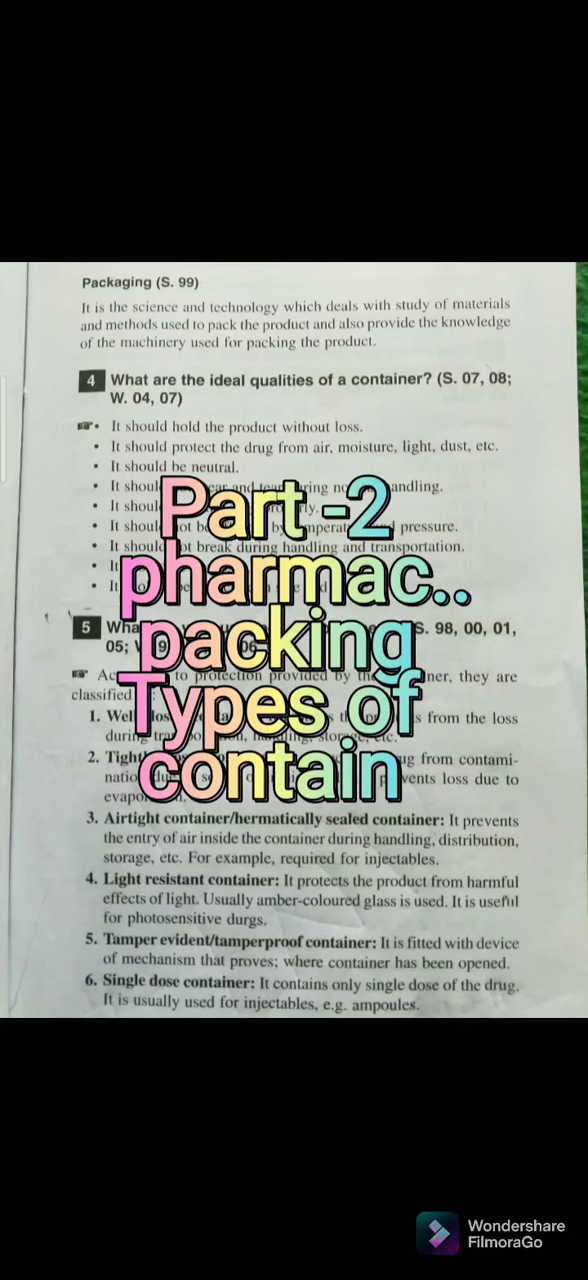 Packaging (S. 99)
It is the science and technology which deals with study of materials
and methods used to pack the product and also provide the knowledge
of the machinery used for packing the product.
4 What are the ideal qualities of a container? (S. 07, 08;
W. 04, 07)
• It should hold the product without loss.
• It should protect the drug from air, moisture, light, dust, etc.
• It should be neutral.
• It should
• It should
• It should pressure.
• It should break during handling and transportation.
• It
• It
Part -2
pharmac..
packing
Types of
contain
5 S. 98, 00, 01,
05;
to protection provided by they are
classified
1. from the loss
during storage, etc.
2. from contami-
prevents loss due to
3. Airtight container/hermatically sealed container: It prevents
the entry of air inside the container during handling, distribution,
storage, etc. For example, required for injectables.
4. Light resistant container: It protects the product from harmful
effects of light. Usually amber-coloured glass is used. It is useful
for photosensitive durgs.
5. Tamper evident/tamperproof container: It is fitted with device
of mechanism that proves; where container has been opened.
6. Single dose container: It contains only single dose of the drug.
It is usually used for injectables, e.g. ampoules.
Wondershare
FilmoraGo